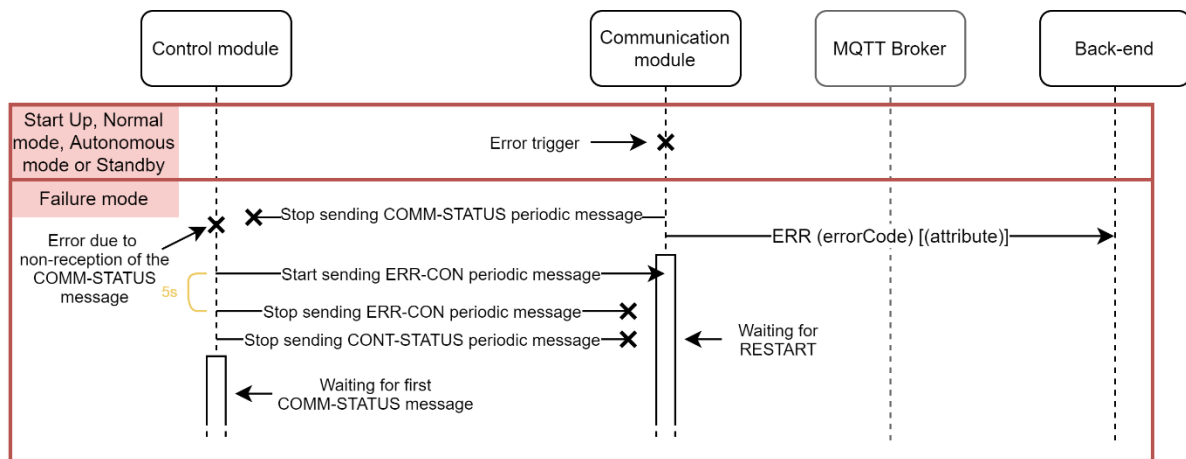 Control module
Communication
module
MQTT Broker
Back-end
Start Up, Normal
mode, Autonomous
mode or Standby
Error trigger
Failure mode
Stop sending COMM-STATUS periodic message
Error due to
non-reception of the
COMM-STATUS
message
ERR (errorCode) [(attribute)]
Start sending ERR-CON periodic message
5s
Stop sending ERR-CON periodic message
Stop sending CONT-STATUS periodic message
Waiting for
RESTART
Waiting for first
COMM-STATUS message